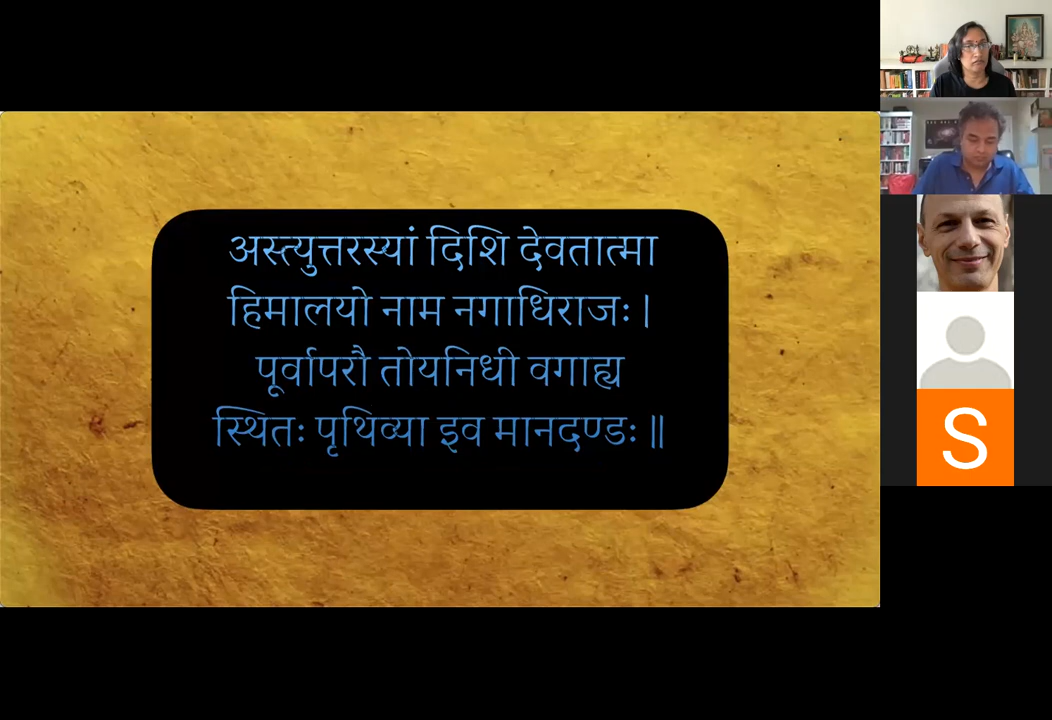 अस्त्युत्तरस्यां दिशि देवतात्मा
हिमालयो नाम नगाधिराजः |
पूर्वापरौ तोयनिधी वगाह्य
स्थितः पृथिव्या इव मानदण्डः ||
S